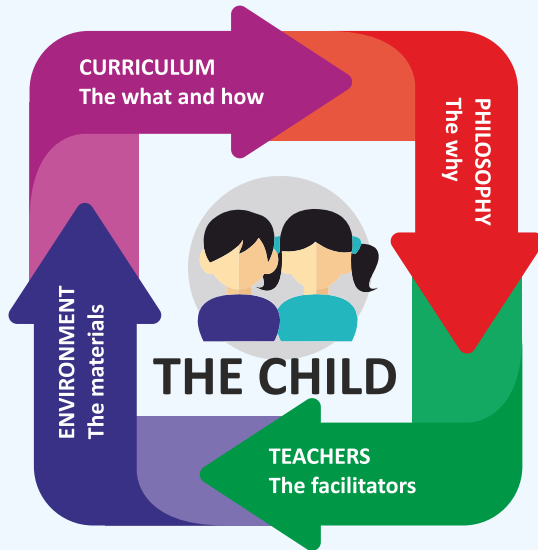 CURRICULUM
The what and how
PHILOSOPHY
The why
THE CHILD
ENVIRONMENT
The materials
TEACHERS
The facilitators